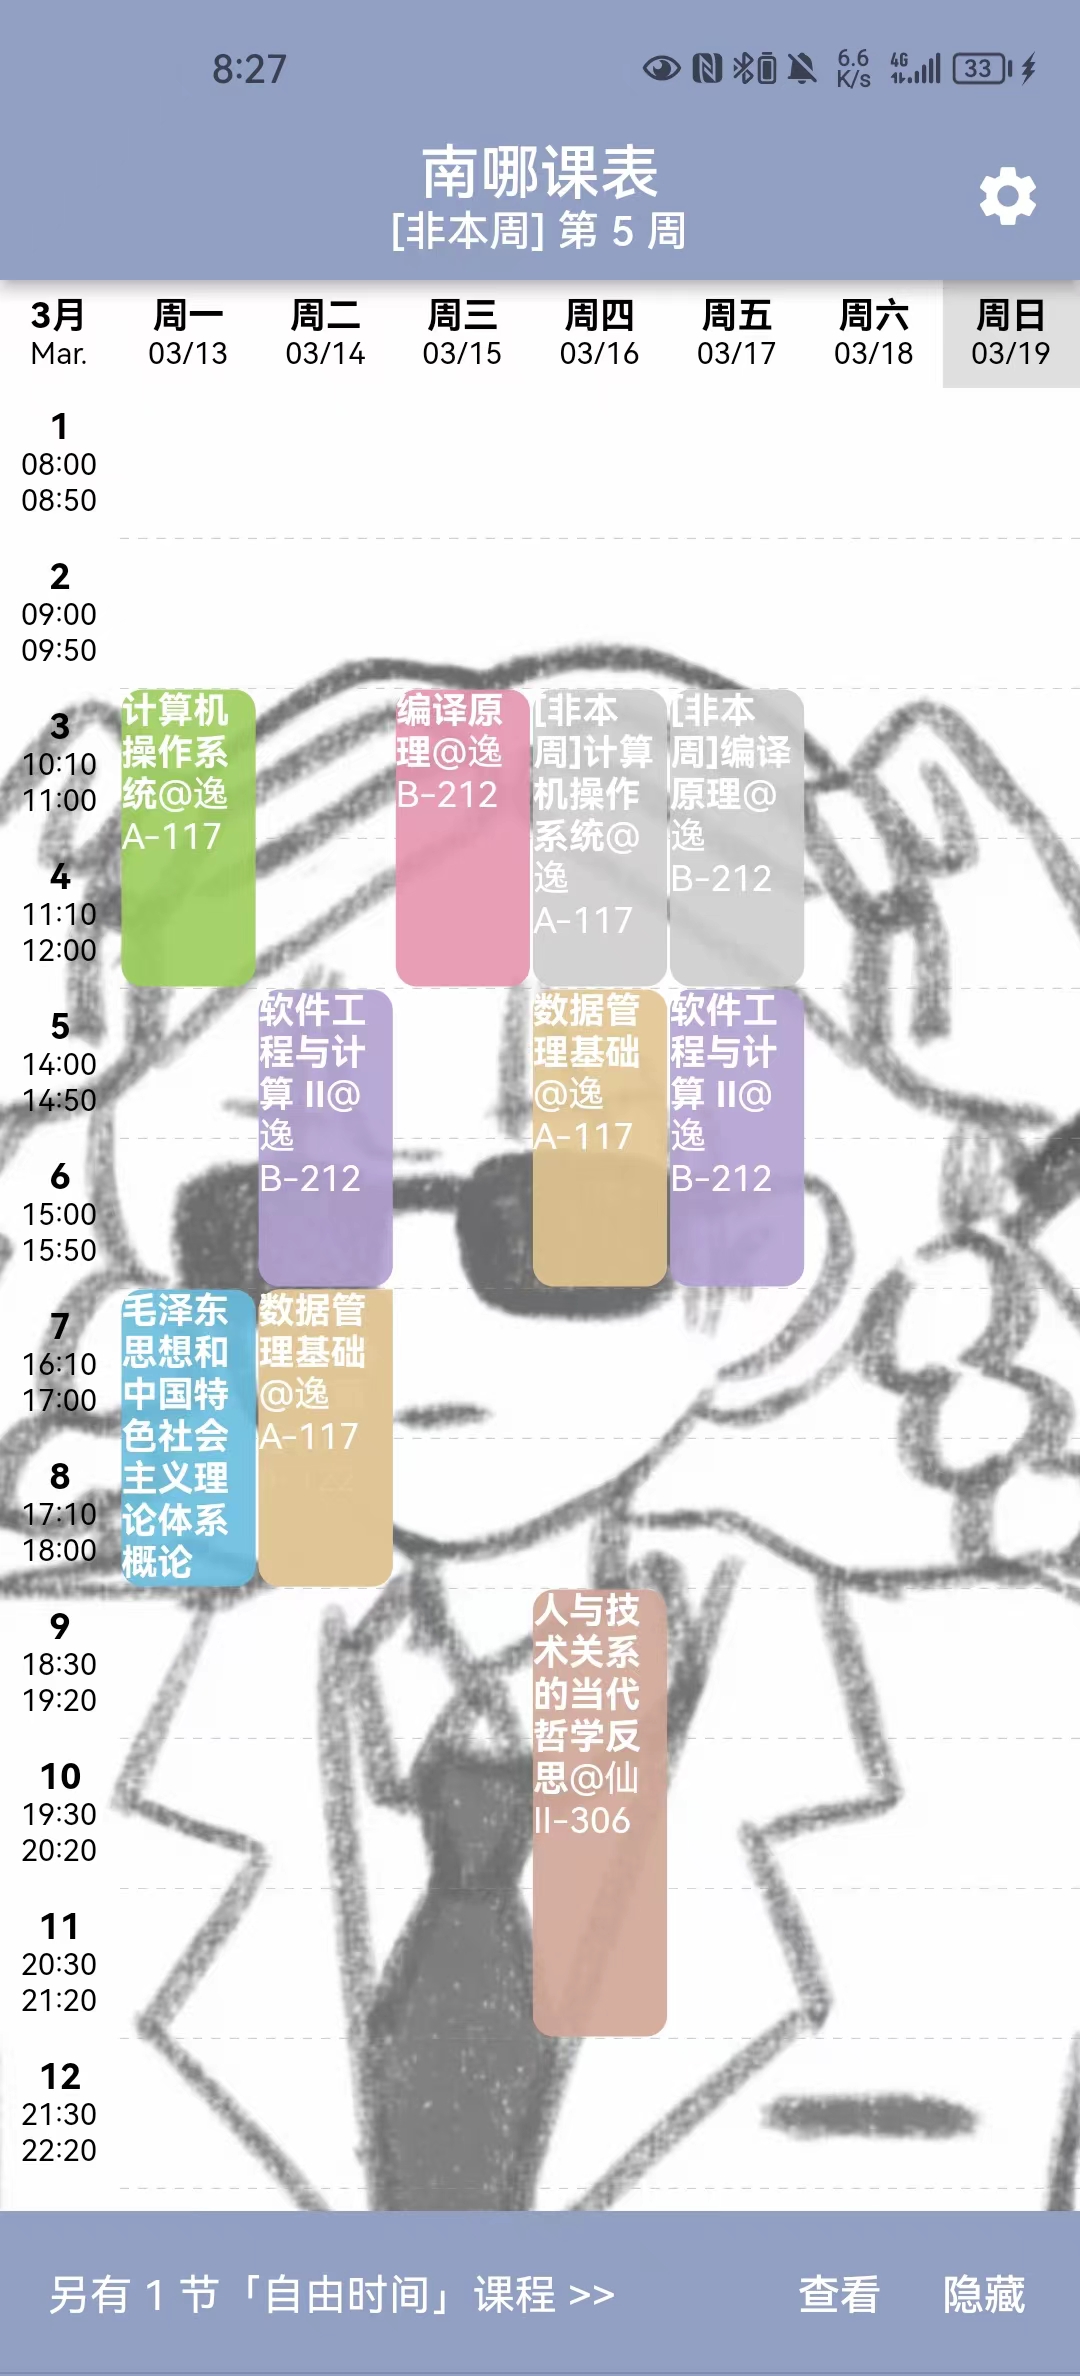 8:27
6.6
K/s
4G
33
南哪课表
[非本周] 第 5 周
3月
Mar.
周一
03/13
周二
03/14
周三
03/15
周四
03/16
周五
03/17
周六
03/18
周日
03/19
1
08:00
08:50
2
09:00
09:50
3
10:10
11:00
4
11:10
12:00
5
14:00
14:50
6
15:00
15:50
7
16:10
17:00
8
17:10
18:00
9
18:30
19:20
10
19:30
20:20
11
20:30
21:20
12
21:30
22:20
计算机
操作系
统@逸
A-117
毛泽东
思想和
中国特
色社会
主义理
论体系
概论
软件工
程与计
算 II@
逸
B-212
数据管
理基础
@逸
A-117
编译原
理@逸
B-212
[非本
周]计算
机操作
系统@
逸
A-117
数据管
理基础
@逸
A-117
人与技
术关系
的当代
哲学反
思@仙
II-306
[非本
周]编译
原理@
逸
B-212
软件工
程与计
算 II@
逸
B-212
另有 1 节「自由时间」课程 >>
查看
隐藏